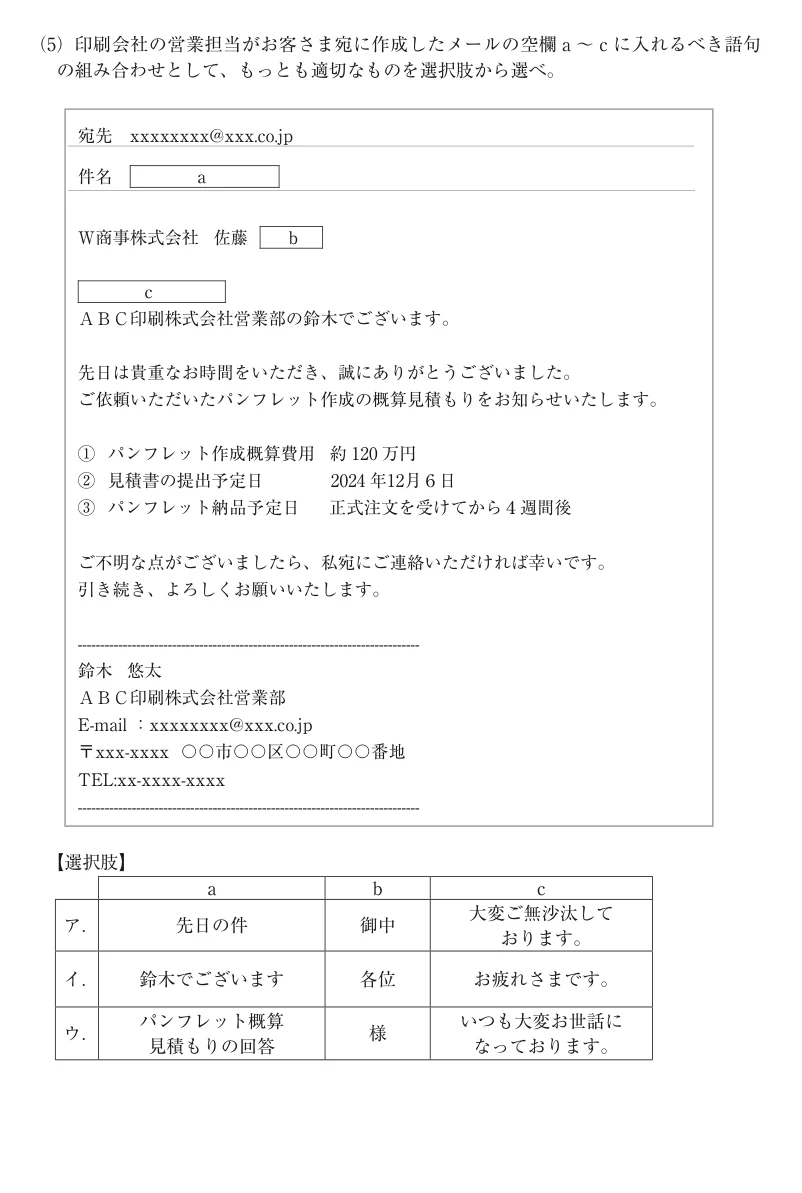 (5) 印刷会社の営業担当がお客さま宛に作成したメールの空欄 a ～ c に入れるべき語句
の組み合わせとして、もっとも適切なものを選択肢から選べ。
宛先 xxxxxxxx@xxx.co.jp
件名 a
W商事株式会社 佐藤 b
c
ＡＢＣ印刷株式会社営業部の鈴木でございます。
先日は貴重なお時間をいただき、誠にありがとうございました。
ご依頼いただいたパンフレット作成の概算見積もりをお知らせいたします。
① パンフレット作成概算費用 約 120 万円
② 見積書の提出予定日 2024 年12月 6 日
③ パンフレット納品予定日 正式注文を受けてから 4 週間後
ご不明な点がございましたら、私宛にご連絡いただければ幸いです。
引き続き、よろしくお願いいたします。
------------------------------------------------------------------------------
鈴木 悠太
ＡＢＣ印刷株式会社営業部
E-mail ：xxxxxxxx@xxx.co.jp
〒xxx-xxxx ○○市○○区○○町○○番地
TEL:xx-xxxx-xxxx
------------------------------------------------------------------------------
【選択肢】
a b c
ア. 先日の件 御中 大変ご無沙汰して
おります。
イ. 鈴木でございます 各位 お疲れさまです。
ウ. パンフレット概算
見積もりの回答 様 いつも大変お世話に
なっております。